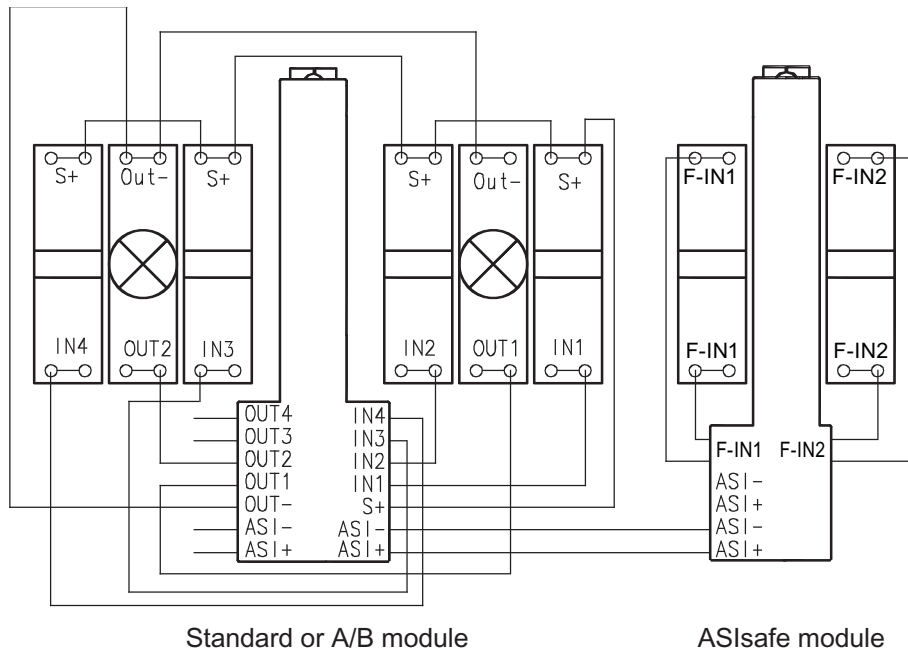 S+ Out- S+ S+ Out- S+ F-IN1 F-IN2
IN4 OUT2 IN3 IN2 OUT1 IN1 F-IN1 F-IN2
OUT4 IN4
OUT3 IN3
OUT2 IN2
OUT1 IN1
OUT- S+
ASI- ASI-
ASI+ ASI+
F-IN1 F-IN2
ASI-
ASI+
ASI-
ASI+
Standard or A/B module ASIsafe module